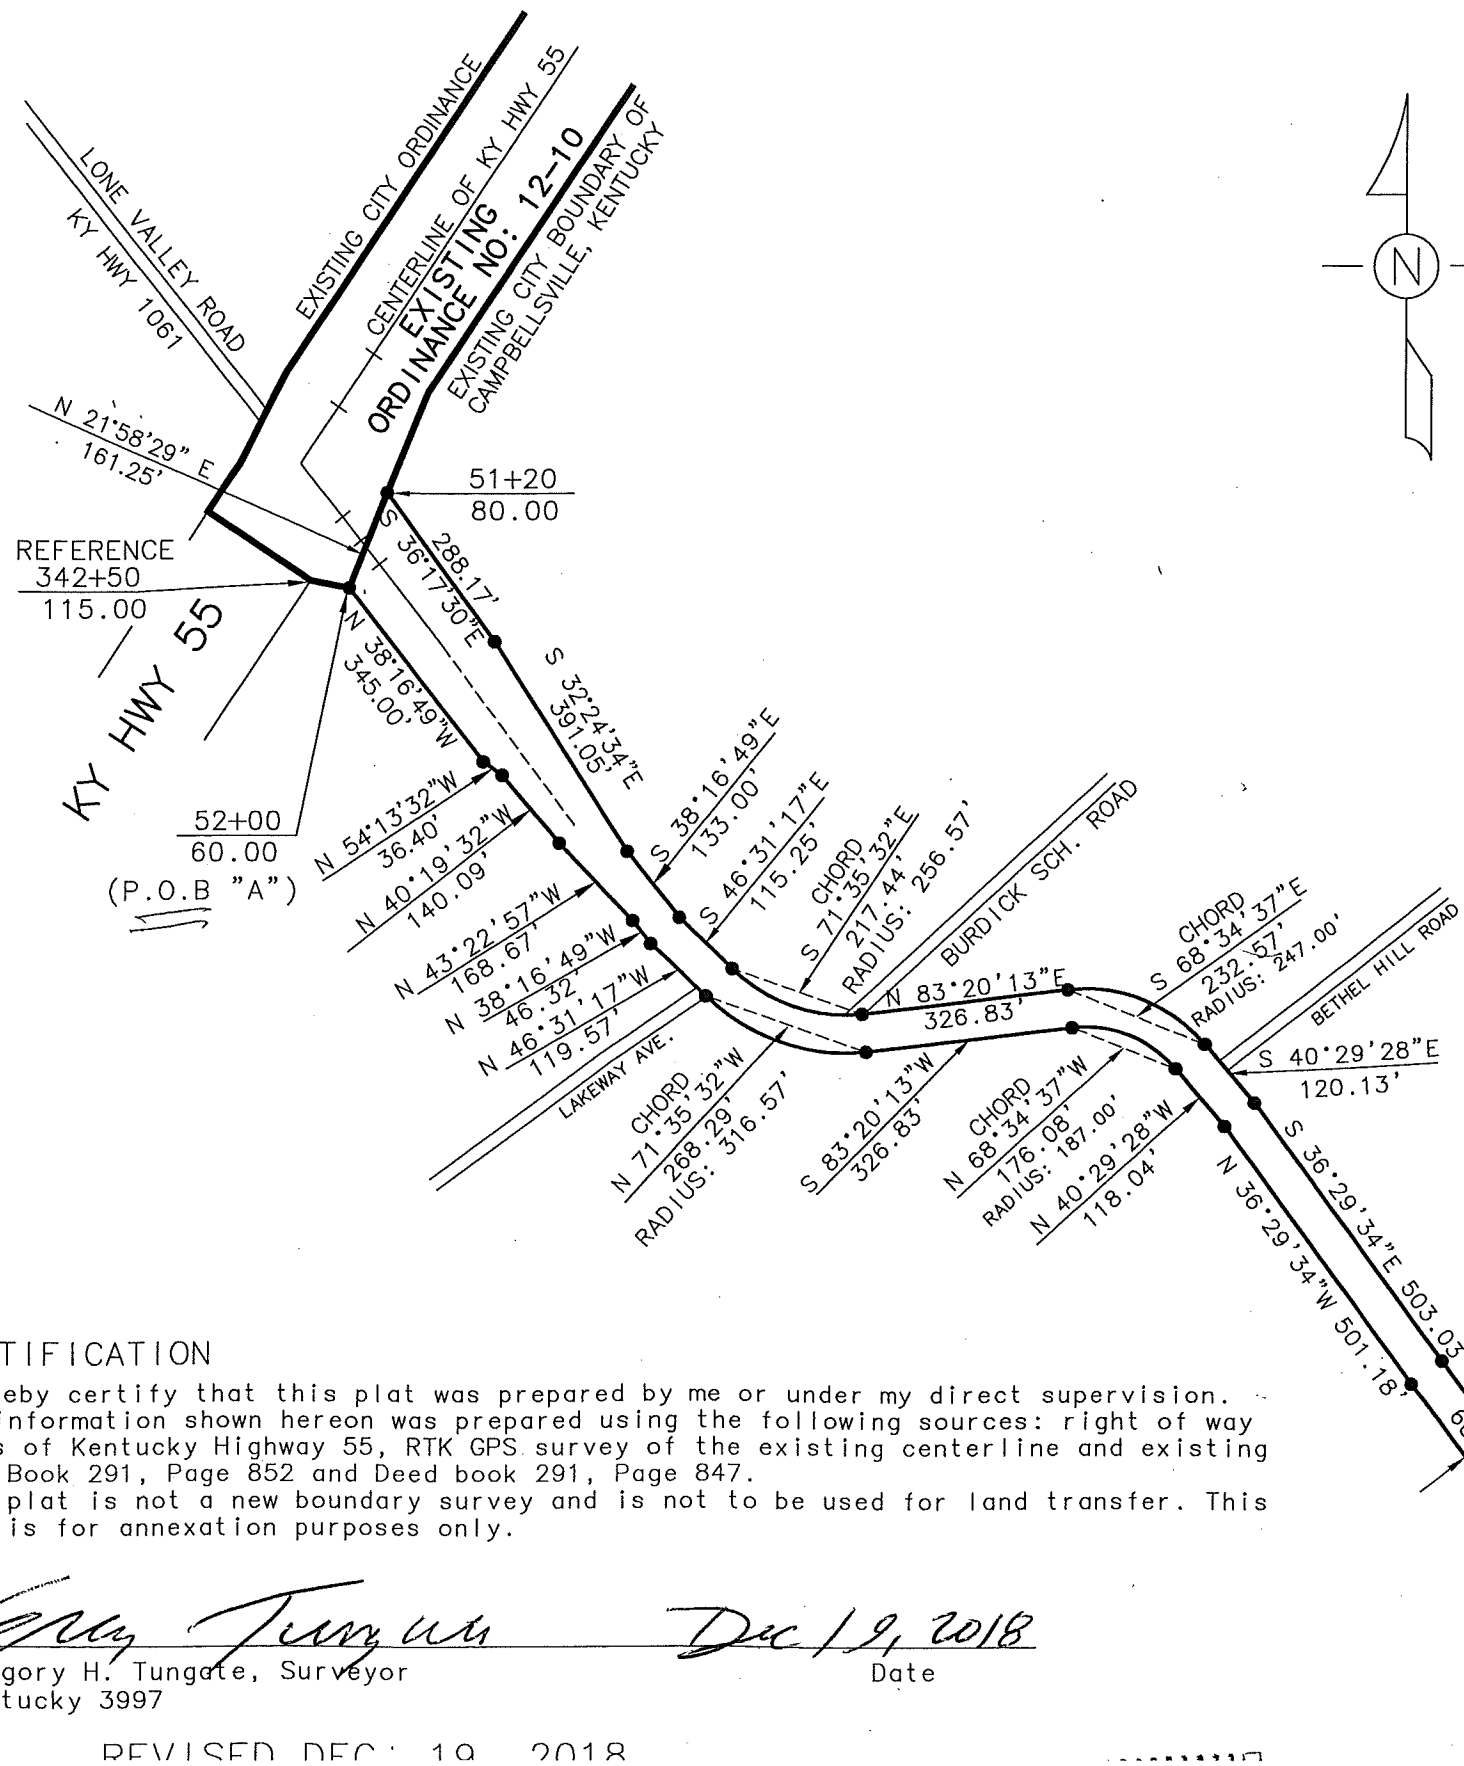 LONE VALLEY ROAD
KY HWY 1061
EXISTING CITY ORDINANCE
CENTERLINE OF KY HWY 55
EXISTING
ORDINANCE NO: 12-10
EXISTING CITY BOUNDARY OF
CAMPBELLSVILLE, KENTUCKY
N
N 21°58'29" E
161.25'
51+20
80.00
REFERENCE
342+50
115.00
KY HWY 55
52+00
60.00
(P.O.B "A")
S 36°17'30"E
288.17'
N 38°16'49"W
345.00'
S 32°24'34"E
391.05'
S 38°16'49"E
133.00'
S 46°31'17"E
115.25'
CHORD
S 71°35'32"E
217.44'
RADIUS: 256.57'
BURDICK SCH. ROAD
N 83°20'13"E
326.83'
CHORD
S 68°34'37"E
232.57'
RADIUS: 247.00'
BETHEL HILL ROAD
S 40°29'28"E
120.13'
S 36°29'34"E 503.03
N 54°13'32"W
36.40'
N 40°19'32"W
140.09'
N 43°22'57"W
168.67'
N 38°16'49"W
46.32'
N 46°31'17"W
119.57'
LAKEWAY AVE.
CHORD
N 71°35'32"W
268.29'
RADIUS: 316.57'
S 83°20'13"W
326.83'
CHORD
N 68°34'37"W
176.08'
RADIUS: 187.00'
N 40°29'28"W
118.04'
N 36°29'34"W 501.18'
TIFICATION
eby certify that this plat was prepared by me or under my direct supervision.
information shown hereon was prepared using the following sources: right of way
s of Kentucky Highway 55, RTK GPS survey of the existing centerline and existing
Book 291, Page 852 and Deed book 291, Page 847.
plat is not a new boundary survey and is not to be used for land transfer. This
is for annexation purposes only.
Dec 19, 2018
gory H. Tungate, Surveyor
Date
tucky 3997
REVISED DEC. 19, 2018